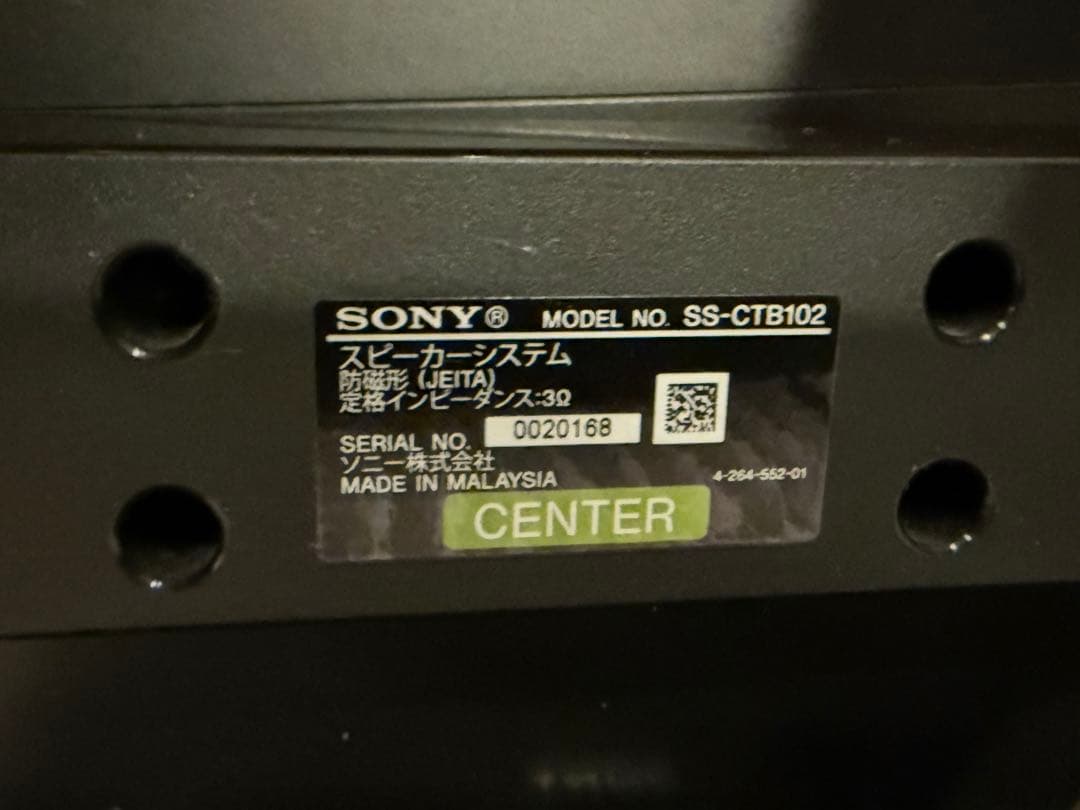 SONY® MODEL NO. SS-CTB102
スピーカーシステム
防磁形 (JEITA)
定格インピーダンス:3Ω
SERIAL NO. 0020168
ソニー株式会社
MADE IN MALAYSIA 4-264-552-01
CENTER